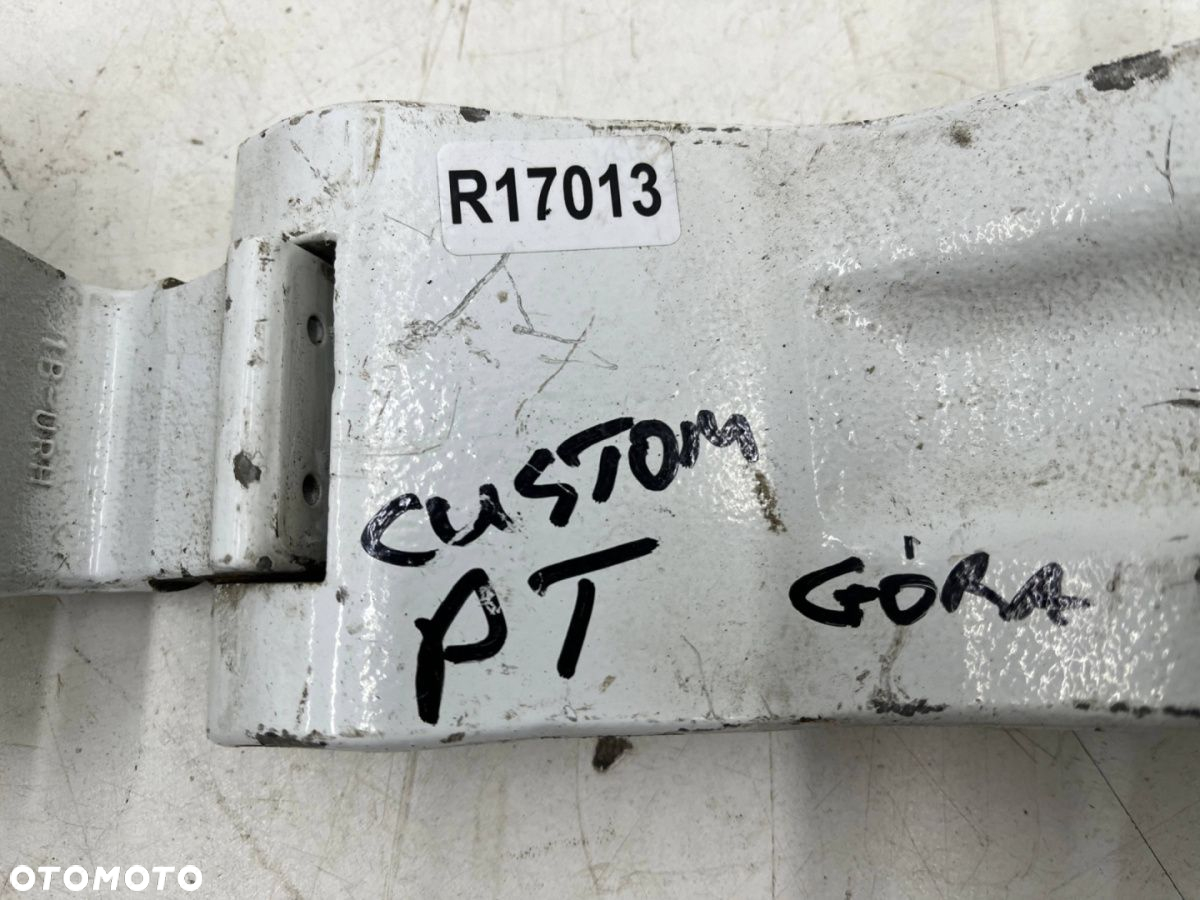 R17013
CUSTOM
PT
GÓRA
OTOMOTO